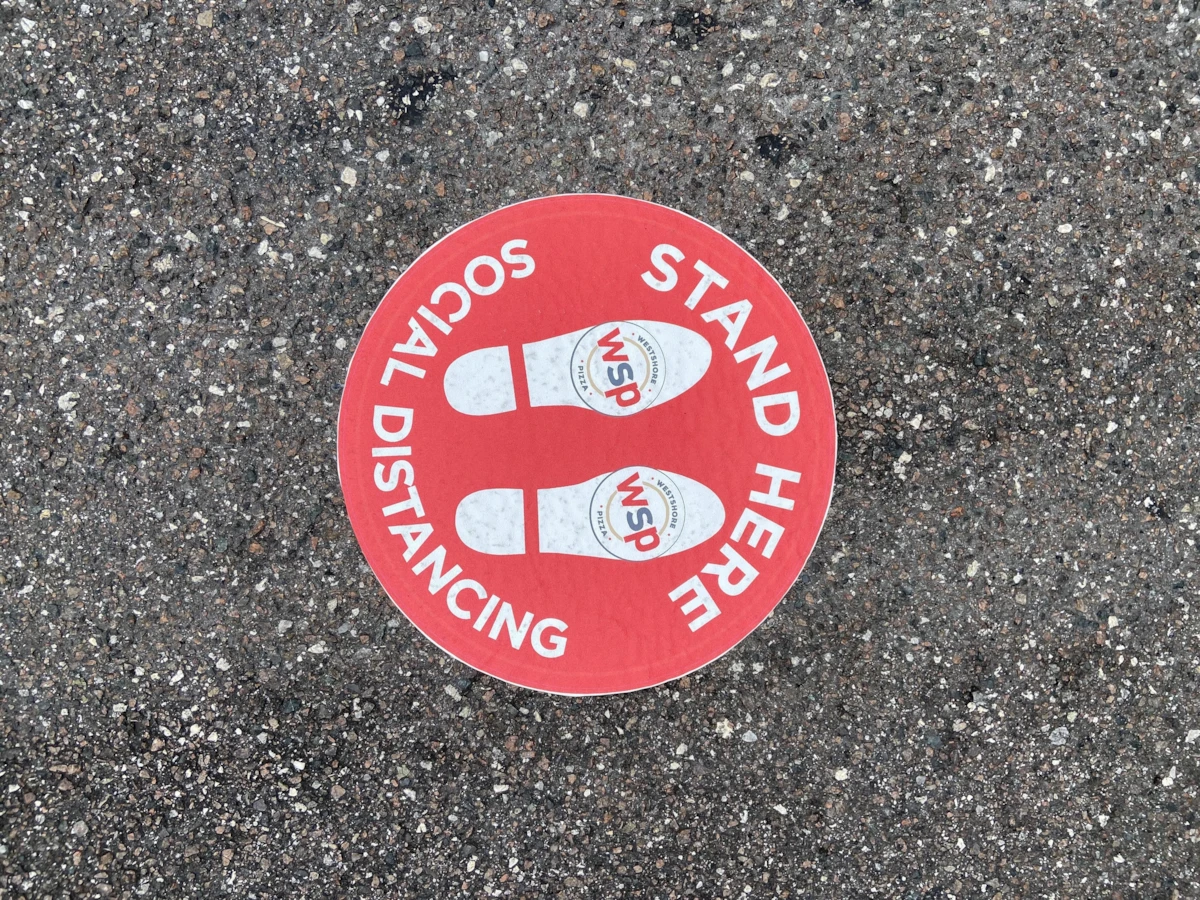 STAND HERE
WESTSHORE
wsp
PIZZA
WESTSHORE
wsp
PIZZA
SOCIAL DISTANCING